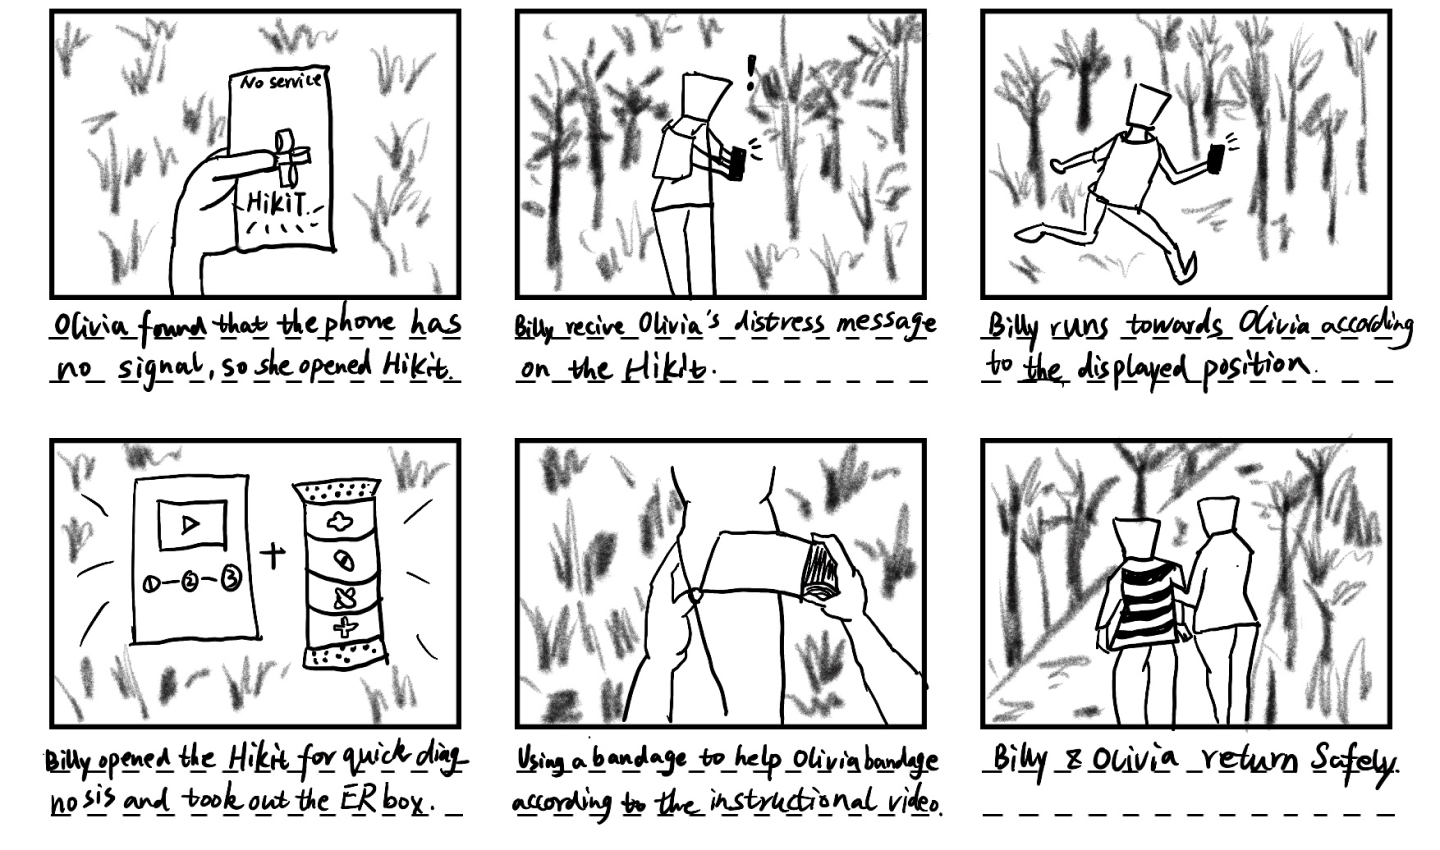 No service
HikiT
!
Olivia found that the phone has
no signal, so she opened Hikit.
Billy recive Olivia's distress message
on the Hikit.
Billy runs towards Olivia according
to the displayed position.
① - ② - ③
+
Billy opened the Hikit for quick diag
nosis and took out the ER box.
Using a bandage to help Olivia bandage
according to the instructional video.
Billy & Olivia return Safely.